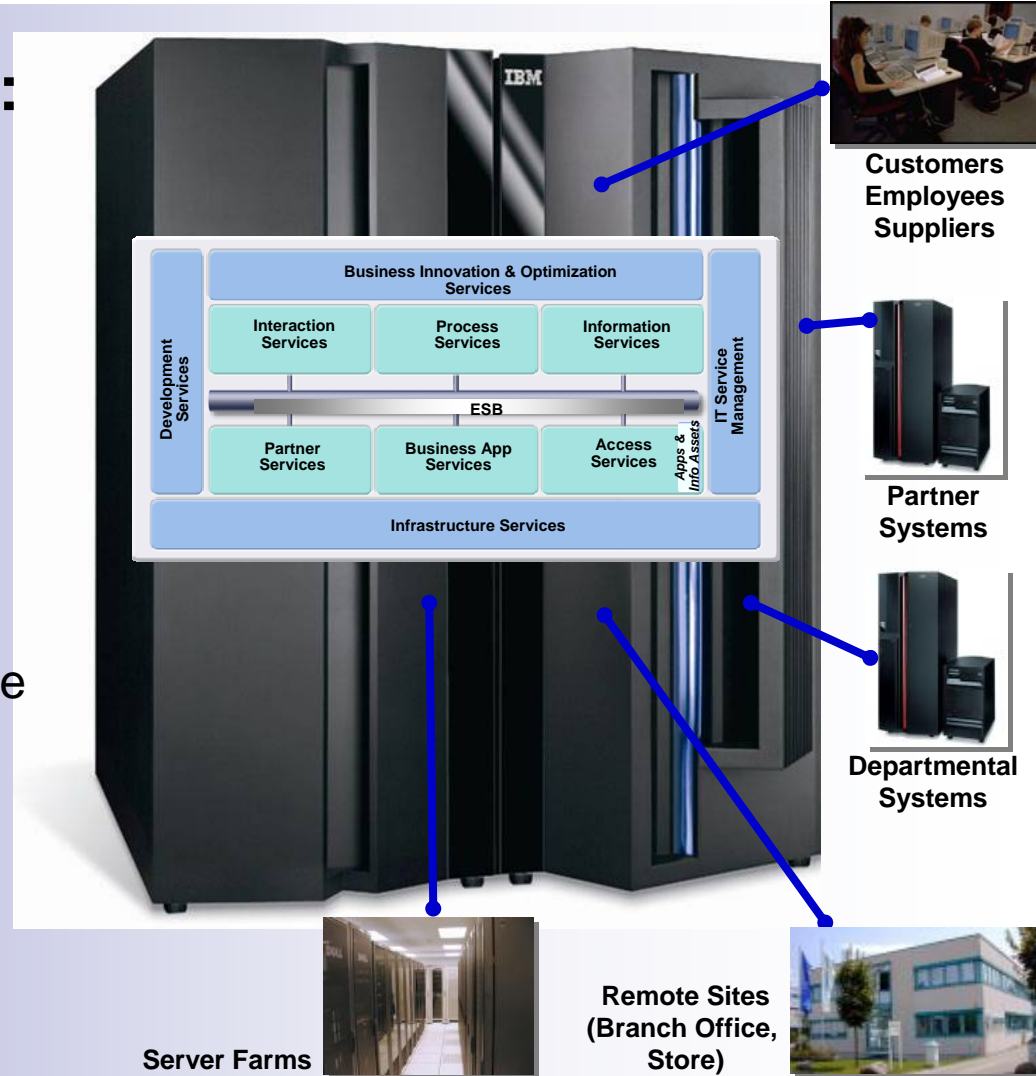 :
IBM
Customers
Employees
Suppliers
Business Innovation & Optimization
Services
Development
Services
Interaction
Services
Process
Services
Information
Services
IT Service
Management
ESB
Partner
Services
Business App
Services
Access
Services
Apps &
Info Assets
Infrastructure Services
Partner
Systems
e
Departmental
Systems
Server Farms
Remote Sites
(Branch Office,
Store)